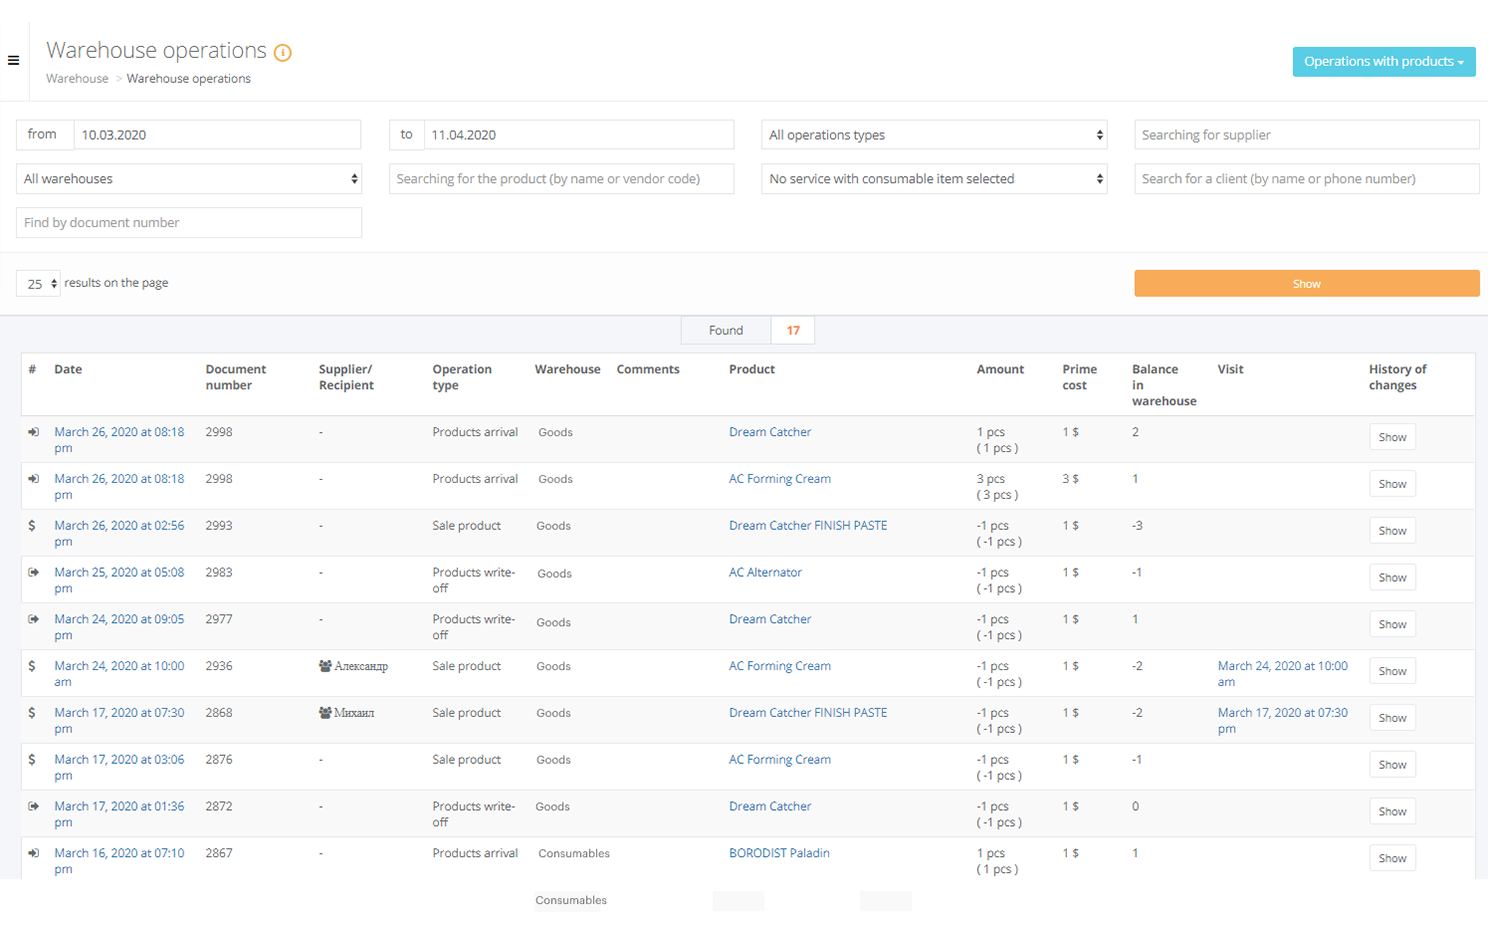 Warehouse operations
Warehouse > Warehouse operations
Operations with products
from 10.03.2020 to 11.04.2020 All operations types Searching for supplier
All warehouses Searching for the product (by name or vendor code) No service with consumable item selected Search for a client (by name or phone number)
Find by document number
25 results on the page Show
Found 17
# Date Document Supplier/ Operation Warehouse Comments Product Amount Prime Balance Visit History of
number Recipient type cost in changes
warehouse
March 26, 2020 at 08:18 2998 - Products arrival Goods Dream Catcher 1 pcs 1 $ 2 Show
pm ( 1 pcs )
March 26, 2020 at 08:18 2998 - Products arrival Goods AC Forming Cream 3 pcs 3 $ 1 Show
pm ( 3 pcs )
$ March 26, 2020 at 02:56 2993 - Sale product Goods Dream Catcher FINISH PASTE -1 pcs 1 $ -3 Show
pm ( -1 pcs )
March 25, 2020 at 05:08 2983 - Products write- Goods AC Alternator -1 pcs 1 $ -1 Show
pm off ( -1 pcs )
March 24, 2020 at 09:05 2977 - Products write- Goods Dream Catcher -1 pcs 1 $ 1 Show
pm off ( -1 pcs )
$ March 24, 2020 at 10:00 2936 Александр Sale product Goods AC Forming Cream -1 pcs 1 $ -2 March 24, 2020 at 10:00 Show
am ( -1 pcs ) am
$ March 17, 2020 at 07:30 2868 Михаил Sale product Goods Dream Catcher FINISH PASTE -1 pcs 1 $ -2 March 17, 2020 at 07:30 Show
pm ( -1 pcs ) pm
$ March 17, 2020 at 03:06 2876 - Sale product Goods AC Forming Cream -1 pcs 1 $ -1 Show
pm ( -1 pcs )
March 17, 2020 at 01:36 2872 - Products write- Goods Dream Catcher -1 pcs 1 $ 0 Show
pm off ( -1 pcs )
March 16, 2020 at 07:10 2867 - Products arrival Consumables BORODIST Paladin 1 pcs 1 $ 1 Show
pm ( 1 pcs )
Consumables